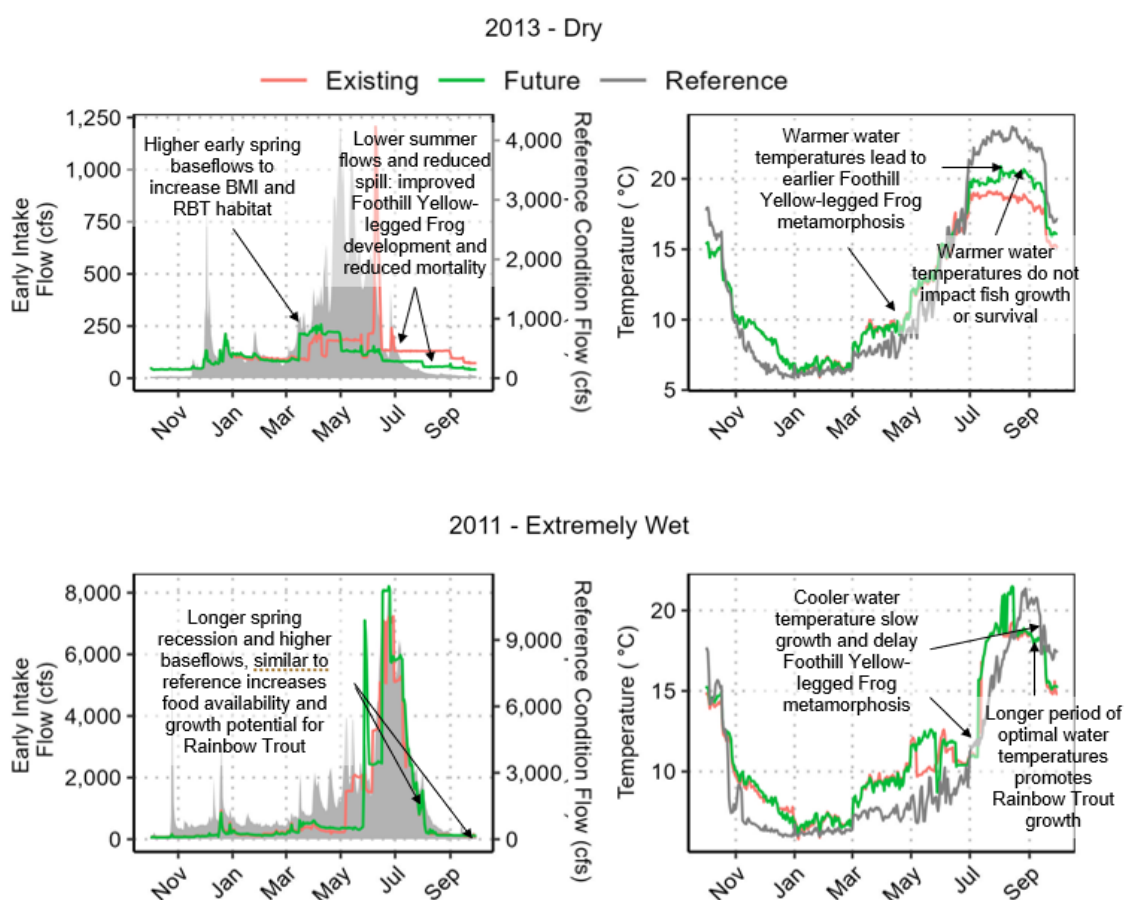 2013 - Dry
Existing Future Reference
Early Intake
Flow (cfs)
1,250
1,000
750
500
250
0
Higher early spring
baseflows to
increase BMI and
RBT habitat
Lower summer
flows and reduced
spill: improved
Foothill Yellow-
legged Frog
development and
reduced mortality
4,000
3,000
2,000
1,000
0
Reference Condition Flow (cfs)
Nov Jan Mar May Jul Sep
Temperature (°C)
20
15
10
5
Warmer water
temperatures lead to
earlier Foothill
Yellow-legged Frog
metamorphosis
Warmer water
temperatures do not
impact fish growth
or survival
Nov Jan Mar May Jul Sep
2011 - Extremely Wet
Early Intake
Flow (cfs)
8,000
6,000
4,000
2,000
0
Longer spring
recession and higher
baseflows, similar to
reference increases
food availability and
growth potential for
Rainbow Trout
9,000
6,000
3,000
0
Reference Condition Flow (cfs)
Nov Jan Mar May Jul Sep
Temperature (°C)
20
15
10
Cooler water
temperature slow
growth and delay
Foothill Yellow-
legged Frog
metamorphosis
Longer period of
optimal water
temperatures
promotes
Rainbow Trout
growth
Nov Jan Mar May Jul Sep